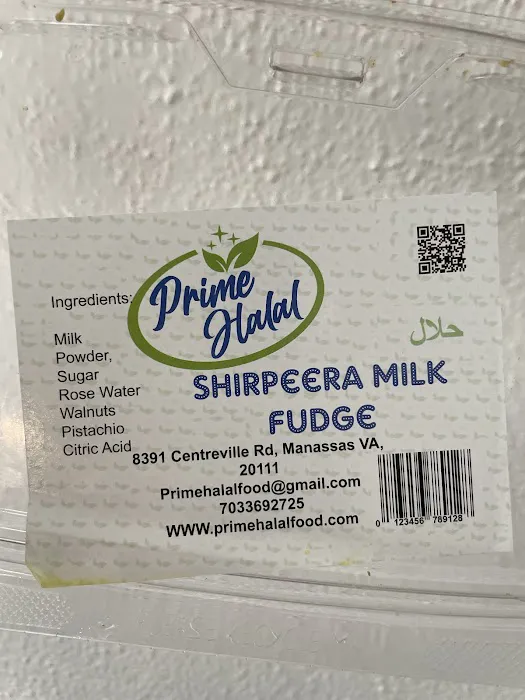 Prime
Halal
حلال
Ingredients:
Milk
Powder,
Sugar
Rose Water
Walnuts
Pistachio
Citric Acid
SHIRPEERA MILK
FUDGE
8391 Centreville Rd, Manassas VA,
20111
Primehalalfood@gmail.com
7033692725
WWW.primehalalfood.com
0 123456 789128